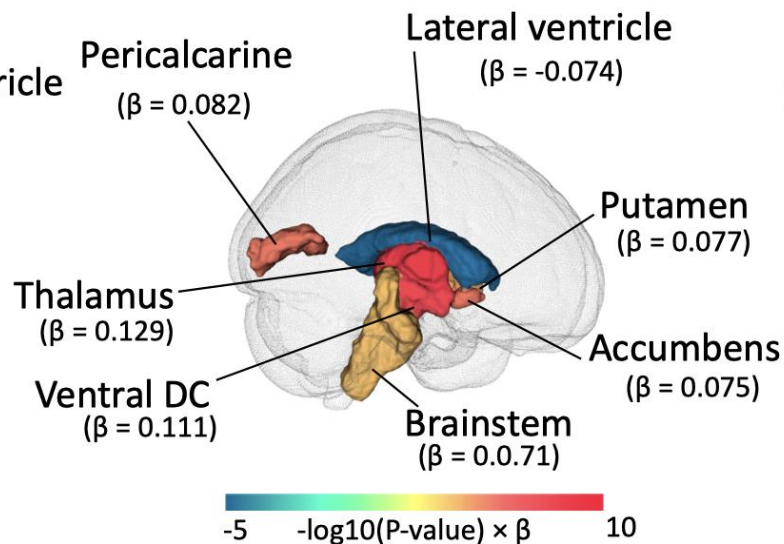 Lateral ventricle
(β = -0.074)
ricle
Pericalcarine
(β = 0.082)
Putamen
(β = 0.077)
Thalamus
(β = 0.129)
Accumbens
(β = 0.075)
Ventral DC
(β = 0.111)
Brainstem
(β = 0.0.71)
-5 -log10(P-value) × β 10